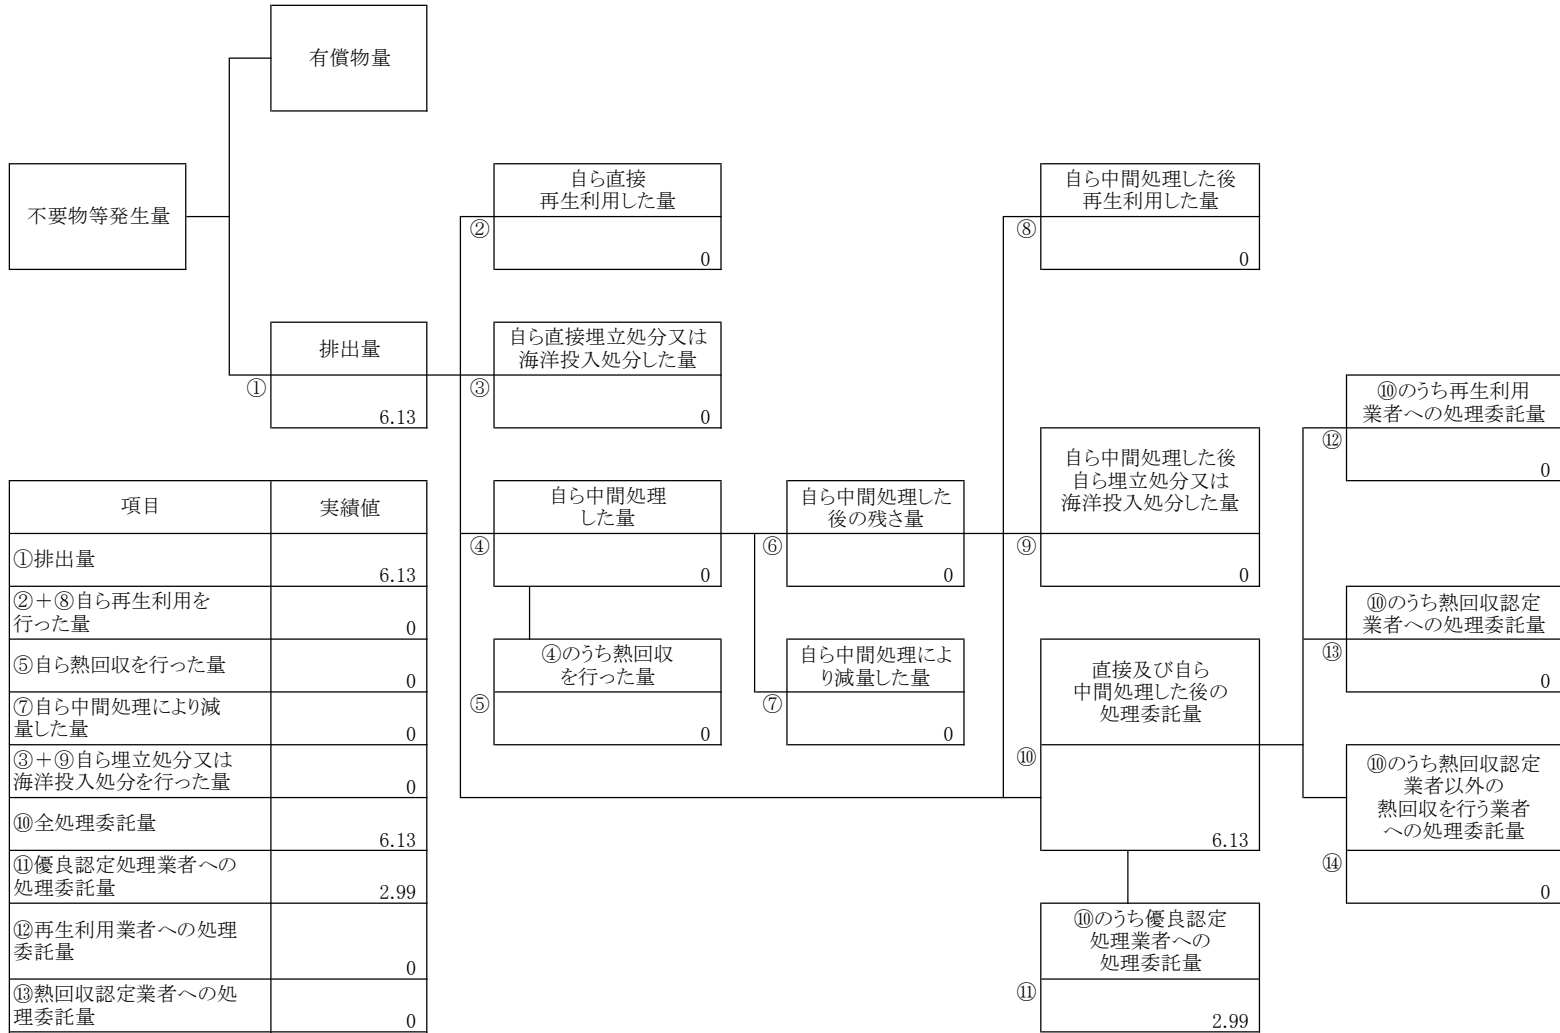 有償物量
不要物等発生量
排出量
①
6.13
自ら直接
再生利用した量
②
0
自ら直接埋立処分又は
海洋投入処分した量
③
0
自ら中間処理
した量
④
0
④のうち熱回収
を行った量
⑤
0
自ら中間処理した
後の残さ量
⑥
0
自ら中間処理によ
り減量した量
⑦
0
自ら中間処理した後
再生利用した量
⑧
0
自ら中間処理した後
自ら埋立処分又は
海洋投入処分した量
⑨
0
直接及び自ら
中間処理した後の
処理委託量
⑩
6.13
⑩のうち優良認定
処理業者への
処理委託量
⑪
2.99
⑩のうち再生利用
業者への処理委託量
⑫
0
⑩のうち熱回収認定
業者への処理委託量
⑬
0
⑩のうち熱回収認定
業者以外の
熱回収を行う業者
への処理委託量
⑭
0
項目 実績値
①排出量
6.13
②＋⑧自ら再生利用を
行った量 0
⑤自ら熱回収を行った量
0
⑦自ら中間処理により減
量した量 0
③＋⑨自ら埋立処分又は
海洋投入処分を行った量 0
⑩全処理委託量
6.13
⑪優良認定処理業者への
処理委託量 2.99
⑫再生利用業者への処理
委託量
0
⑬熱回収認定業者への処
理委託量 0